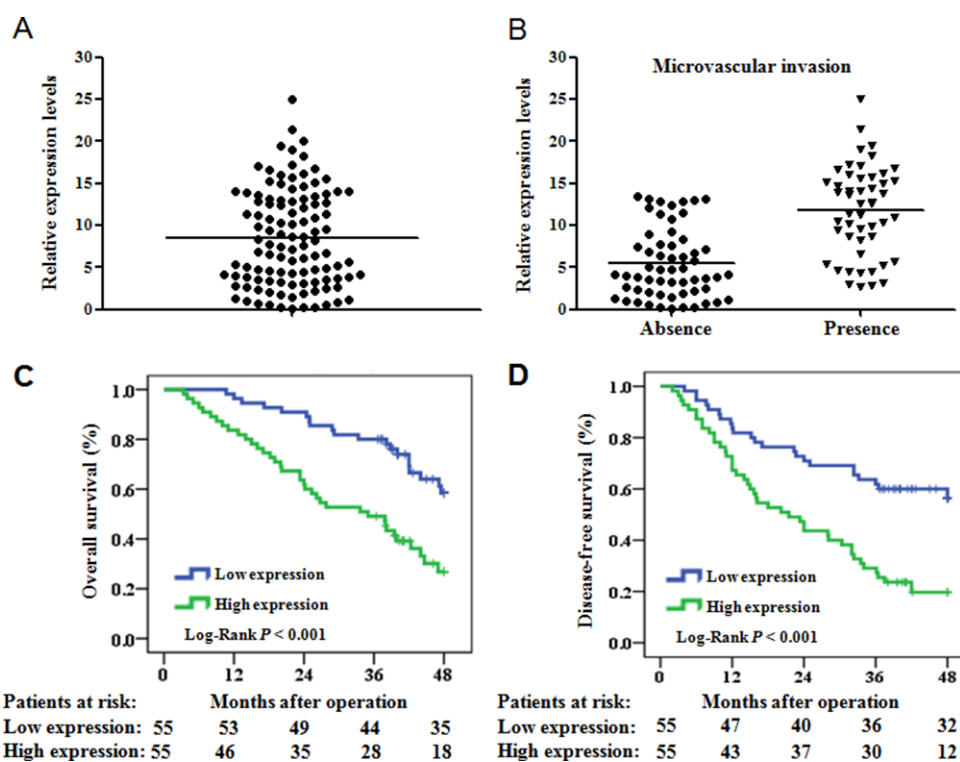 A
Relative expression levels
30
25
20
15
10
5
0
B
Microvascular invasion
Relative expression levels
30
25
20
15
10
5
0
Absence Presence
C
Overall survival (%)
1.0
0.8
0.6
0.4
0.2
0.0
Low expression
High expression
Log-Rank P < 0.001
0 12 24 36 48
Patients at risk: Months after operation
Low expression: 55 53 49 44 35
High expression: 55 46 35 28 18
D
Disease-free survival (%)
1.0
0.8
0.6
0.4
0.2
0.0
Low expression
High expression
Log-Rank P < 0.001
0 12 24 36 48
Patients at risk: Months after operation
Low expression: 55 47 40 36 32
High expression: 55 43 37 30 12